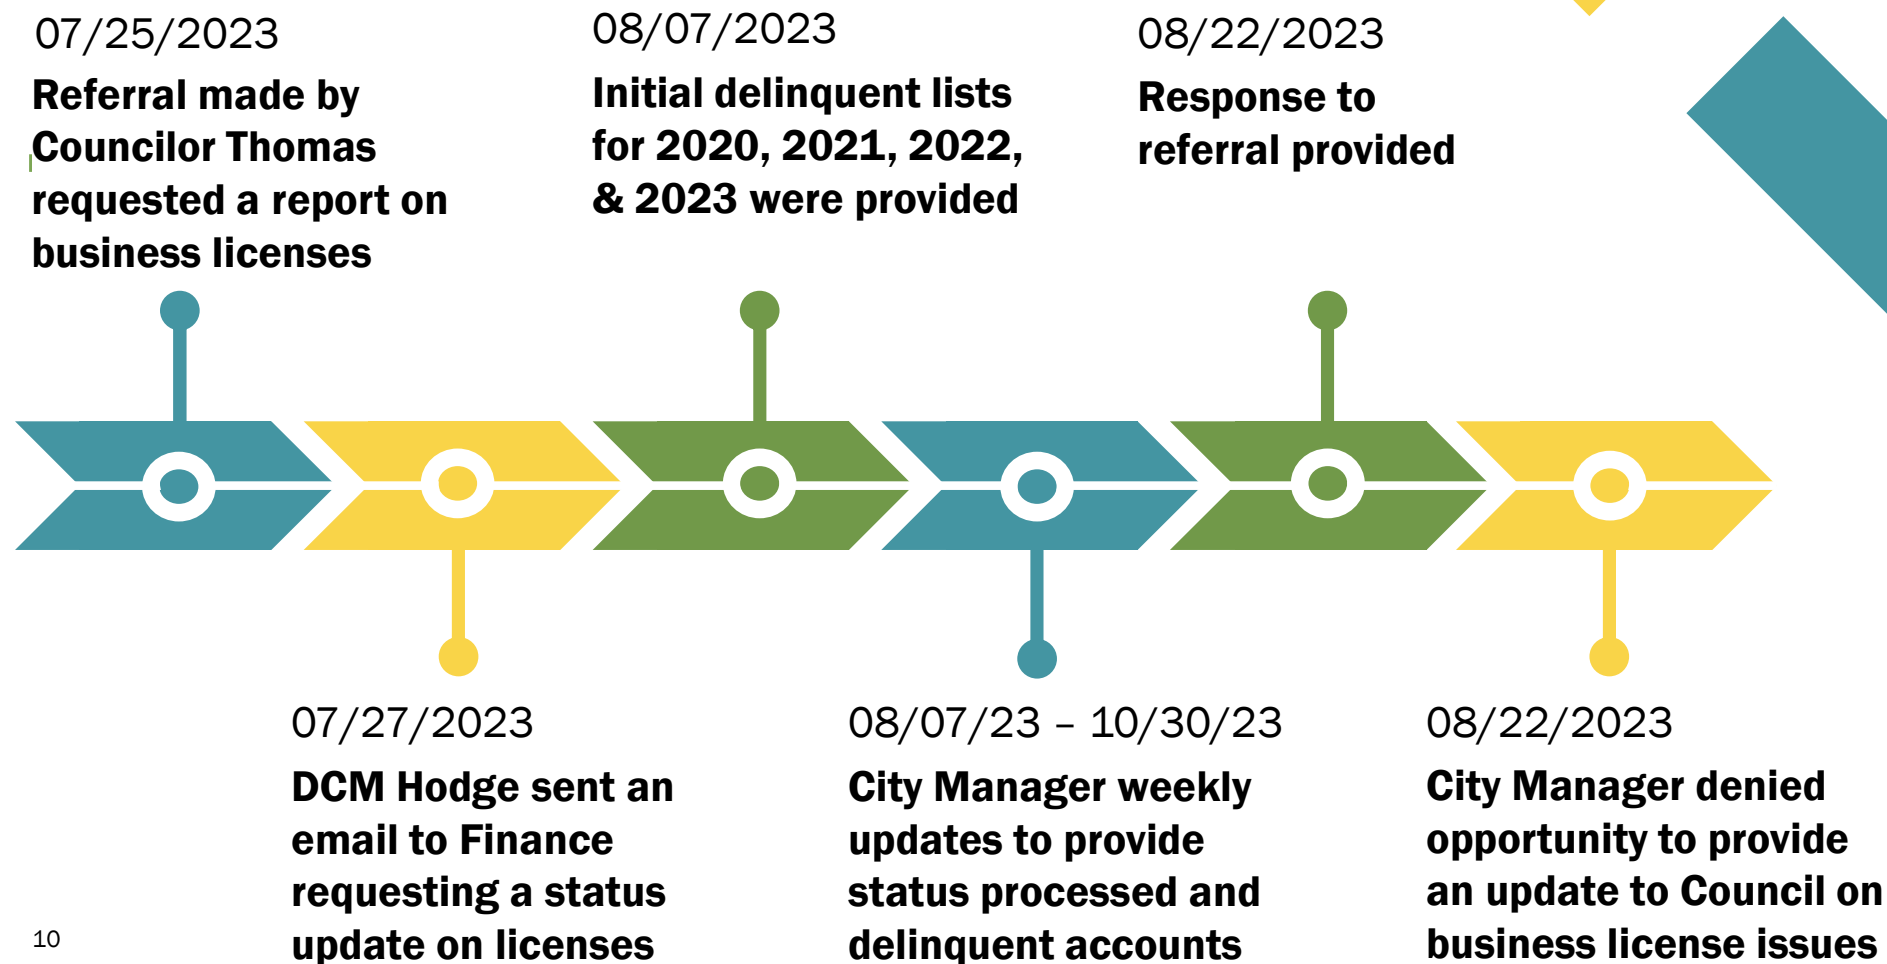 07/25/2023
Referral made by
Councilor Thomas
requested a report on
business licenses
08/07/2023
Initial delinquent lists
for 2020, 2021, 2022,
& 2023 were provided
08/22/2023
Response to
referral provided
07/27/2023
DCM Hodge sent an
email to Finance
requesting a status
update on licenses
08/07/23 – 10/30/23
City Manager weekly
updates to provide
status processed and
delinquent accounts
08/22/2023
City Manager denied
opportunity to provide
an update to Council on
business license issues
10